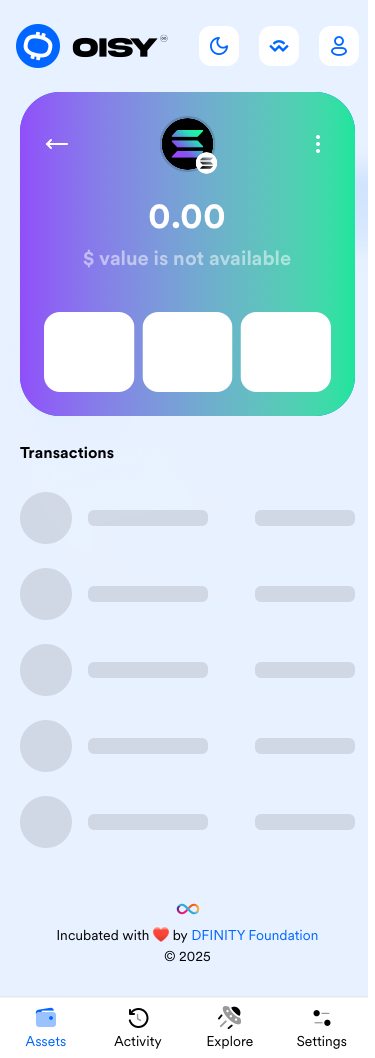 OISY
0.00
$ value is not available
Transactions
Incubated with ❤️ by DFINITY Foundation
© 2025
Assets
Activity
Explore
Settings